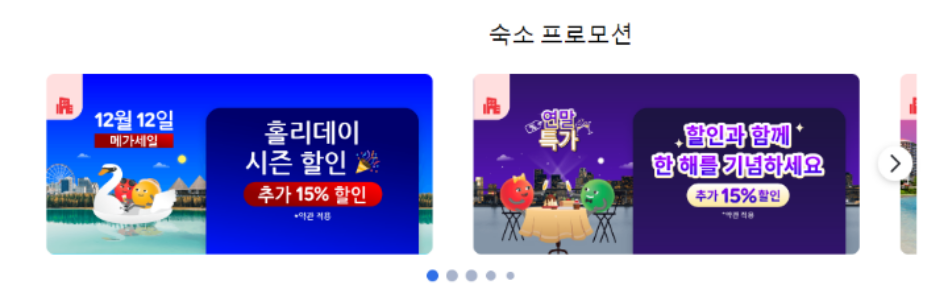 숙소 프로모션
12월 12일
메가세일
홀리데이
시즌 할인
추가 15% 할인
*약관 적용
연말
특가
할인과 함께
한 해를 기념하세요
추가 15%할인
*약관 적용